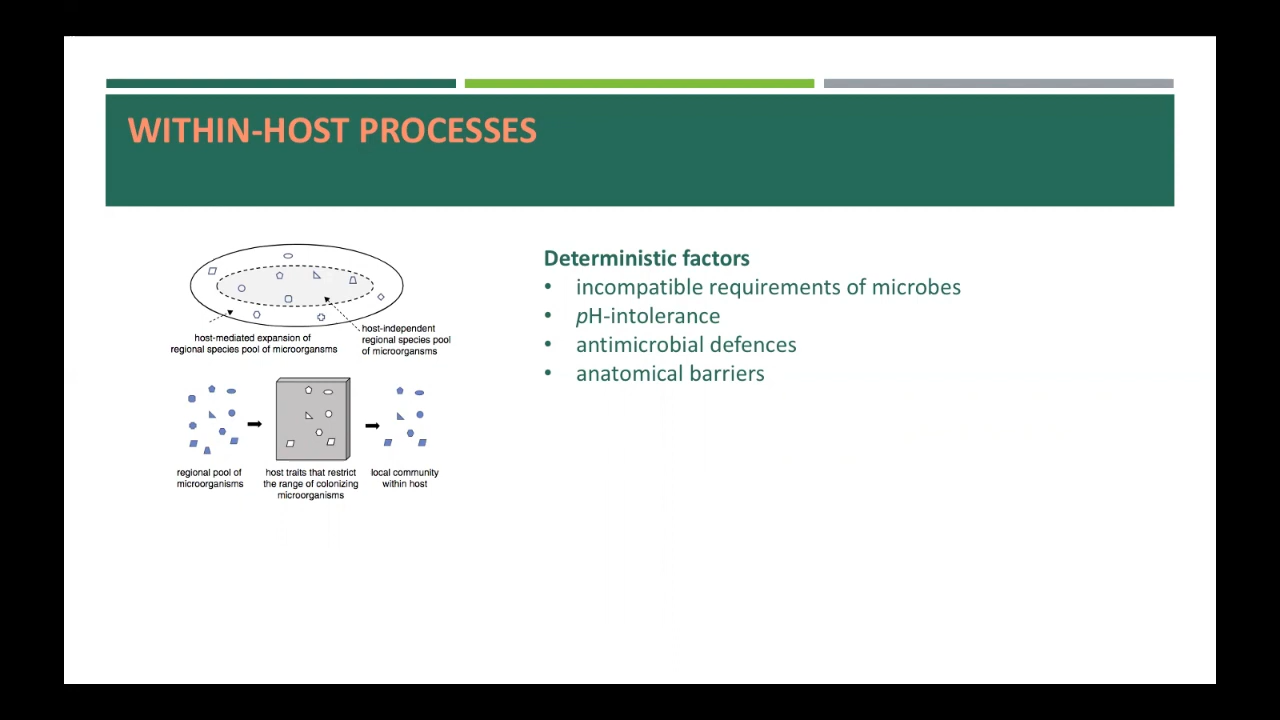 WITHIN-HOST PROCESSES
host-mediated expansion of
regional species pool of microorgansms
host-independent
regional species pool
of microorgasms
regional pool of
microorganisms
host traits that restrict
the range of colonizing
microorganisms
local community
within host
Deterministic factors
• incompatible requirements of microbes
• pH-intolerance
• antimicrobial defences
• anatomical barriers